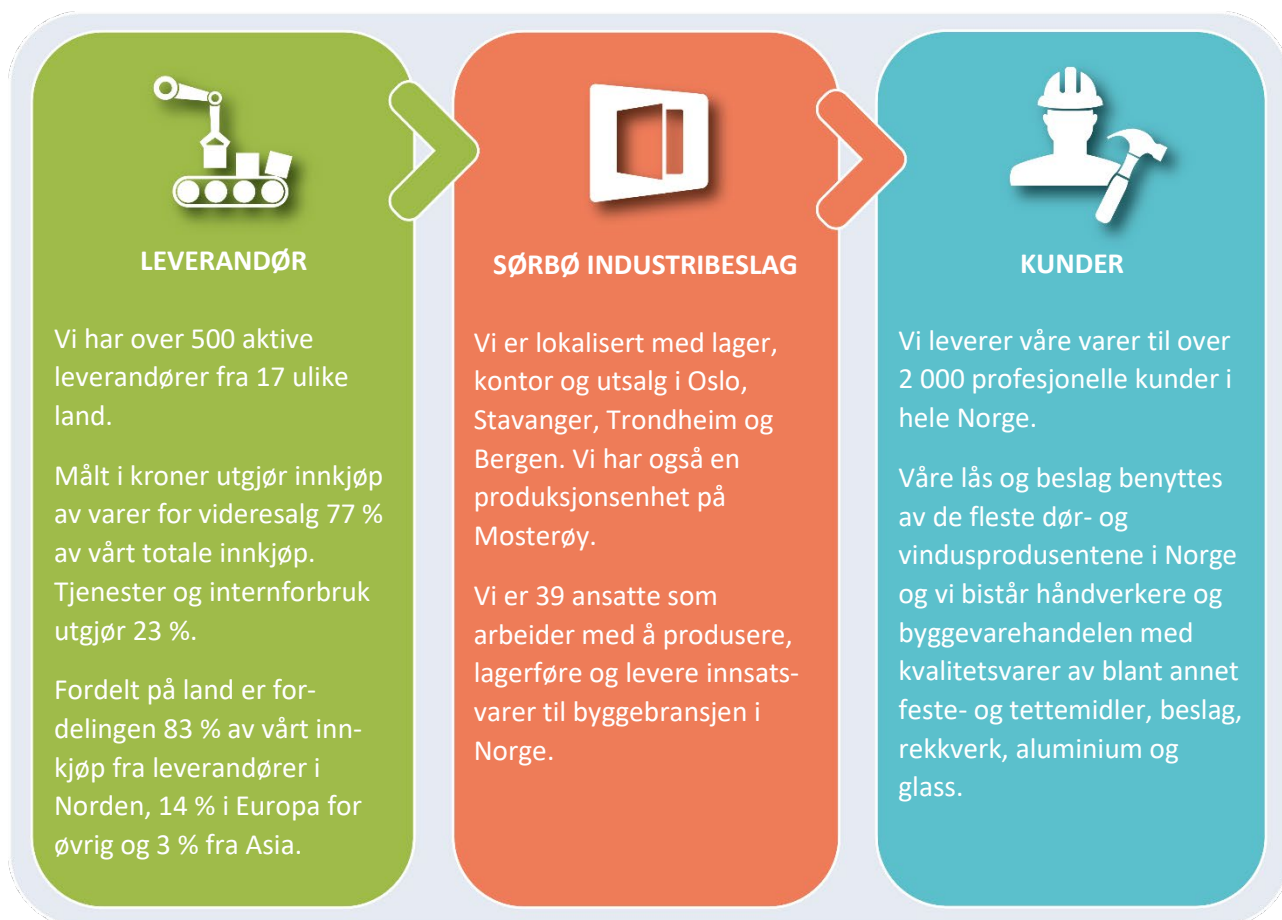 LEVERANDØR
Vi har over 500 aktive
leverandører fra 17 ulike
land.
Målt i kroner utgjør innkjøp
av varer for videresalg 77 %
av vårt totale innkjøp.
Tjenester og internforbruk
utgjør 23 %.
Fordelt på land er for-
delingen 83 % av vårt inn-
kjøp fra leverandører i
Norden, 14 % i Europa for
øvrig og 3 % fra Asia.
SØRBØ INDUSTRIBESLAG
Vi er lokalisert med lager,
kontor og utsalg i Oslo,
Stavanger, Trondheim og
Bergen. Vi har også en
produksjonsenhet på
Mosterøy.
Vi er 39 ansatte som
arbeider med å produsere,
lagerføre og levere innsats-
varer til byggebransjen i
Norge.
KUNDER
Vi leverer våre varer til over
2 000 profesjonelle kunder i
hele Norge.
Våre lås og beslag benyttes
av de fleste dør- og
vindusprodusentene i Norge
og vi bistår håndverkere og
byggevarehandelen med
kvalitetsvarer av blant annet
feste- og tettemidler, beslag,
rekkverk, aluminium og
glass.